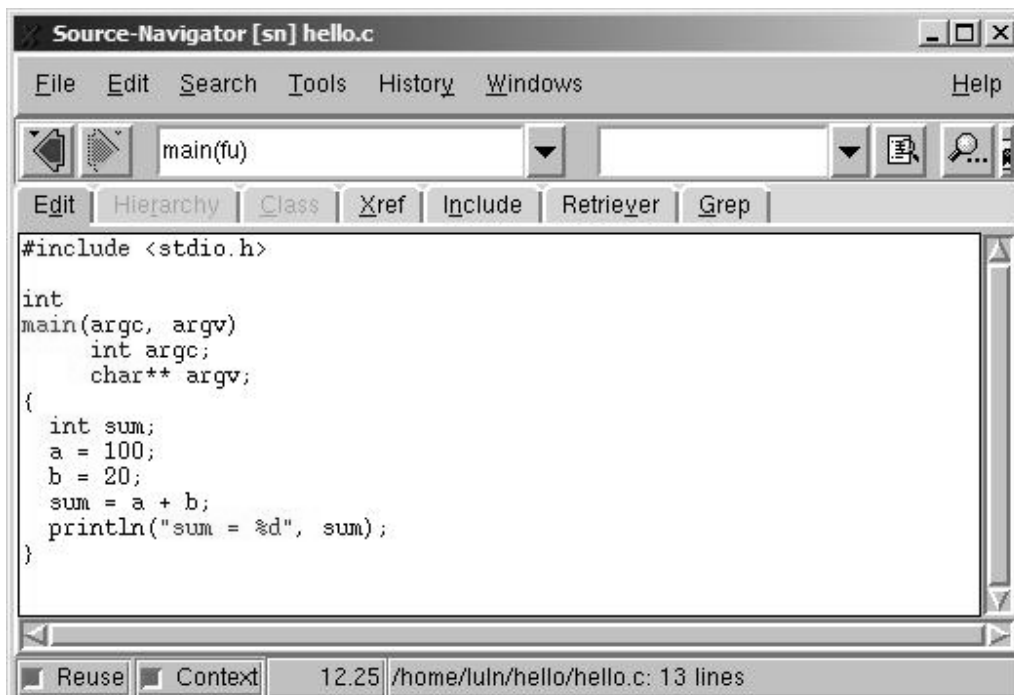 Source-Navigator [sn] hello.c
File Edit Search Tools History Windows Help
main(fu)
Edit Hierarchy Class Xref Include Retriever Grep
#include <stdio.h>
int
main(argc, argv)
int argc;
char** argv;
{
int sum;
a = 100;
b = 20;
sum = a + b;
println("sum = %d", sum);
}
Reuse Context 12.25 /home/luln/hello/hello.c: 13 lines